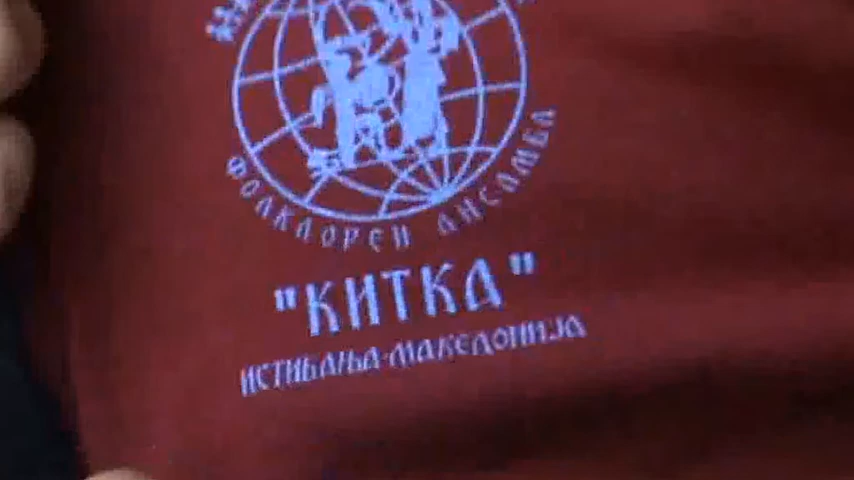 ФОЛКЛОРЕН АНСАМБЛ
"КИТКА"
ИСТИБАЊА-МАКЕДОНИЈА